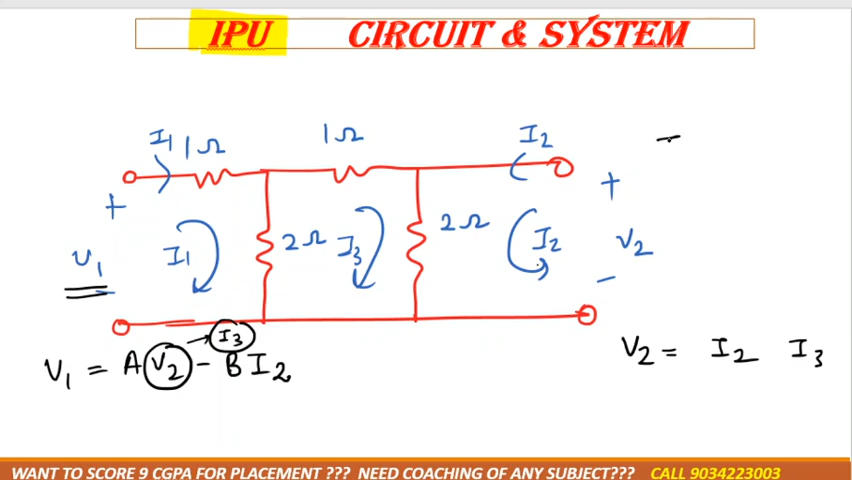 IPU CIRCUIT & SYSTEM
I1 1Ω 1Ω I2
+ +
V1 I1 2Ω I3 2Ω I2 V2
- -
I3
V1 = A V2 - B I2
V2 = I2 I3
WANT TO SCORE 9 CGPA FOR PLACEMENT ??? NEED COACHING OF ANY SUBJECT??? CALL 9034223003